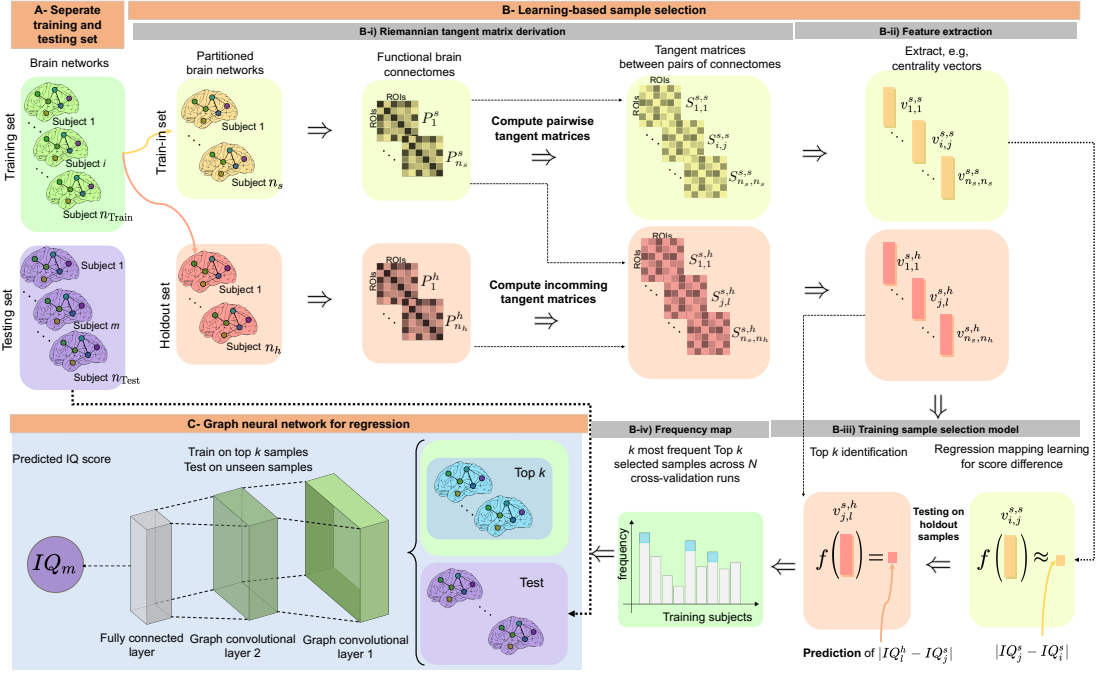 A- Seperate
training and
testing set
B- Learning-based sample selection
B-i) Riemannian tangent matrix derivation
B-ii) Feature extraction
Brain networks
Partitioned
brain networks
Functional brain
connectomes
Tangent matrices
between pairs of connectomes
Extract, e.g,
centrality vectors
Training set
Subject 1
Subject i
Subject n_Train
Train-in set
Subject 1
Subject n_s
⇒
ROIs
ROIs
P_1^s
P_{n_s}^s
Compute pairwise
tangent matrices
⇒
ROIs
ROIs
S_{1,1}^{s,s}
S_{i,j}^{s,s}
S_{n_s,n_s}^{s,s}
⇒
v_{1,1}^{s,s}
v_{i,j}^{s,s}
v_{n_s,n_s}^{s,s}
Testing set
Subject 1
Subject m
Subject n_Test
Holdout set
Subject 1
Subject n_h
⇒
ROIs
ROIs
P_1^h
P_{n_h}^h
Compute incomming
tangent matrices
⇒
ROIs
ROIs
S_{1,1}^{s,h}
S_{j,l}^{s,h}
S_{n_s,n_h}^{s,h}
⇒
v_{1,1}^{s,h}
v_{j,l}^{s,h}
v_{n_s,n_h}^{s,h}
C- Graph neural network for regression
B-iv) Frequency map
B-iii) Training sample selection model
Predicted IQ score
Train on top k samples
Test on unseen samples
Top k
Test
IQ_m
Fully connected
layer
Graph convolutional
layer 2
Graph convolutional
layer 1
k most frequent Top k
selected samples across N
cross-validation runs
frequency
Training subjects
Top k identification
v_{j,l}^{s,h}
f( ) =
Prediction of |IQ_l^h − IQ_j^s|
Testing on
holdout
samples
Regression mapping learning
for score difference
v_{i,j}^{s,s}
f( ) ≈
|IQ_j^s − IQ_i^s|